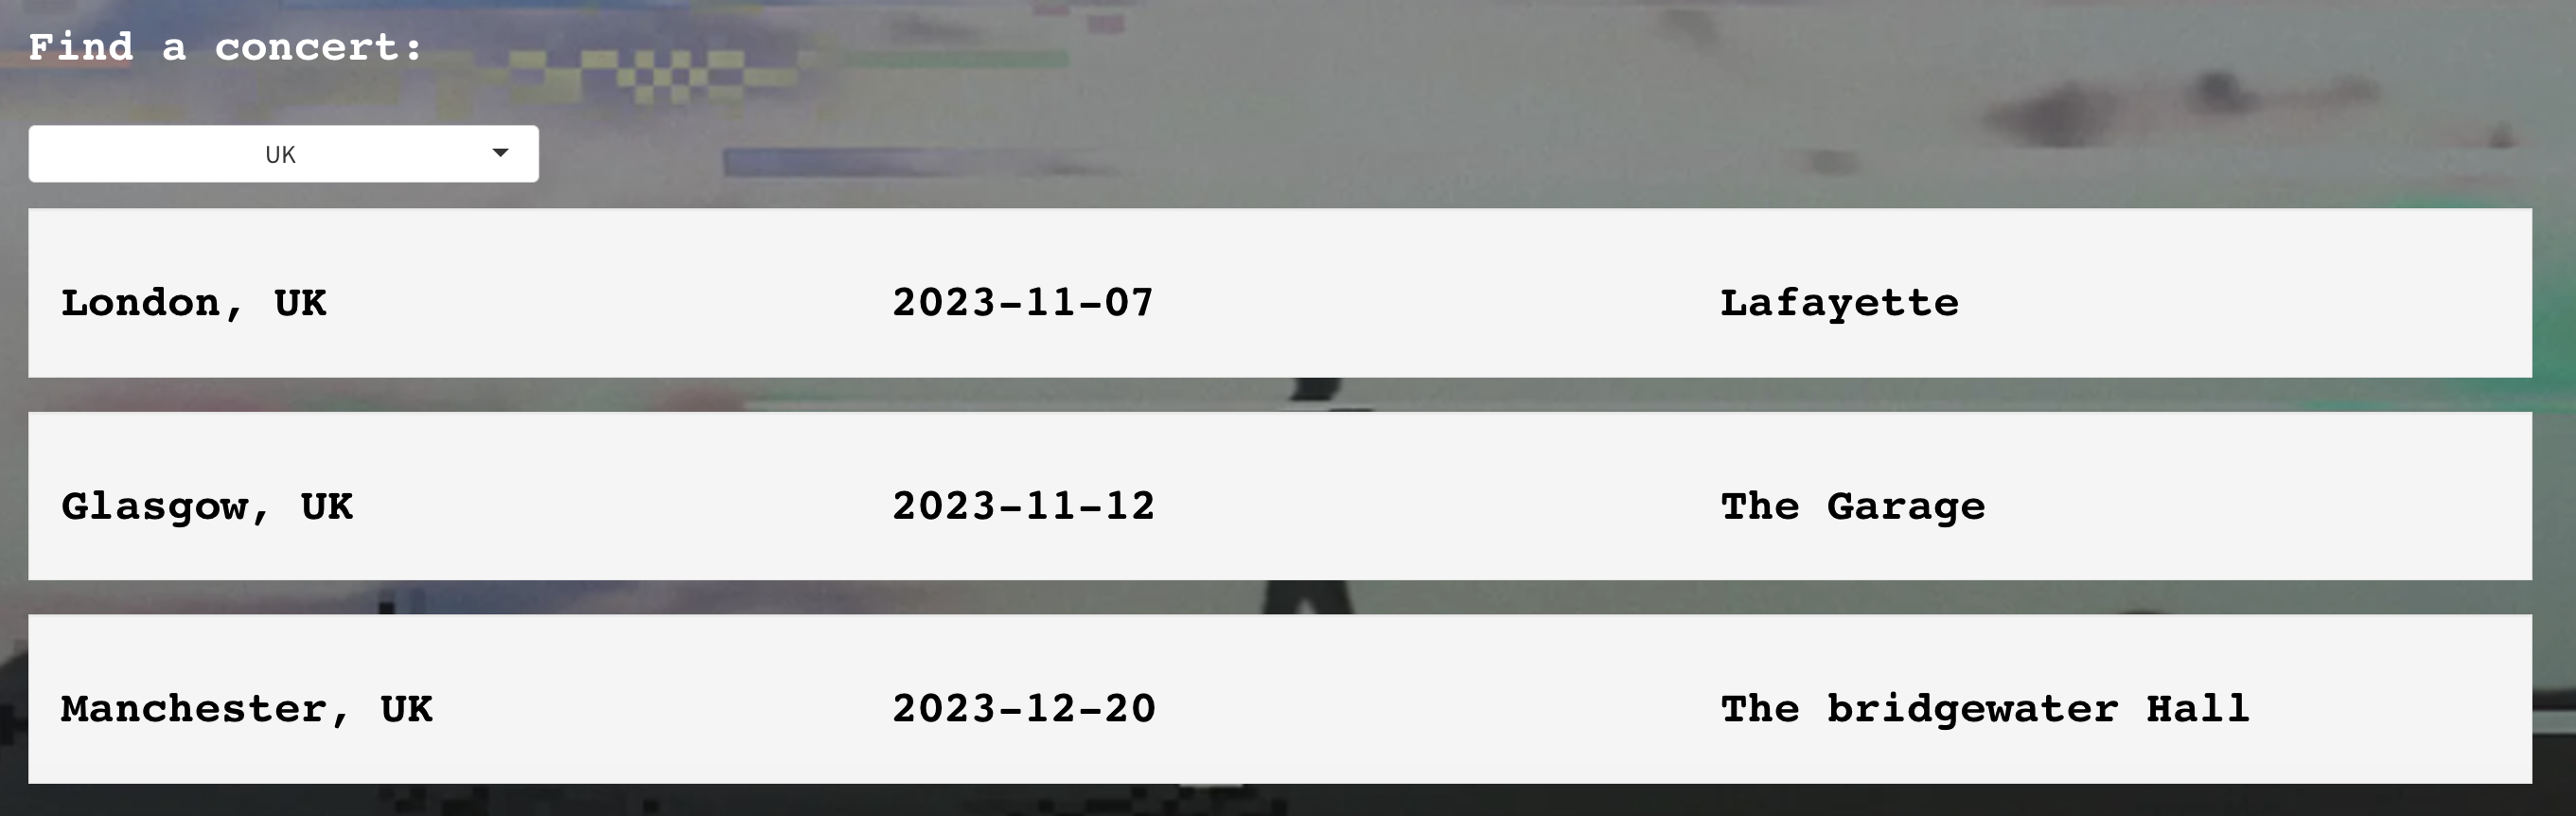 Find a concert:
UK
London, UK 2023-11-07 Lafayette
Glasgow, UK 2023-11-12 The Garage
Manchester, UK 2023-12-20 The bridgewater Hall